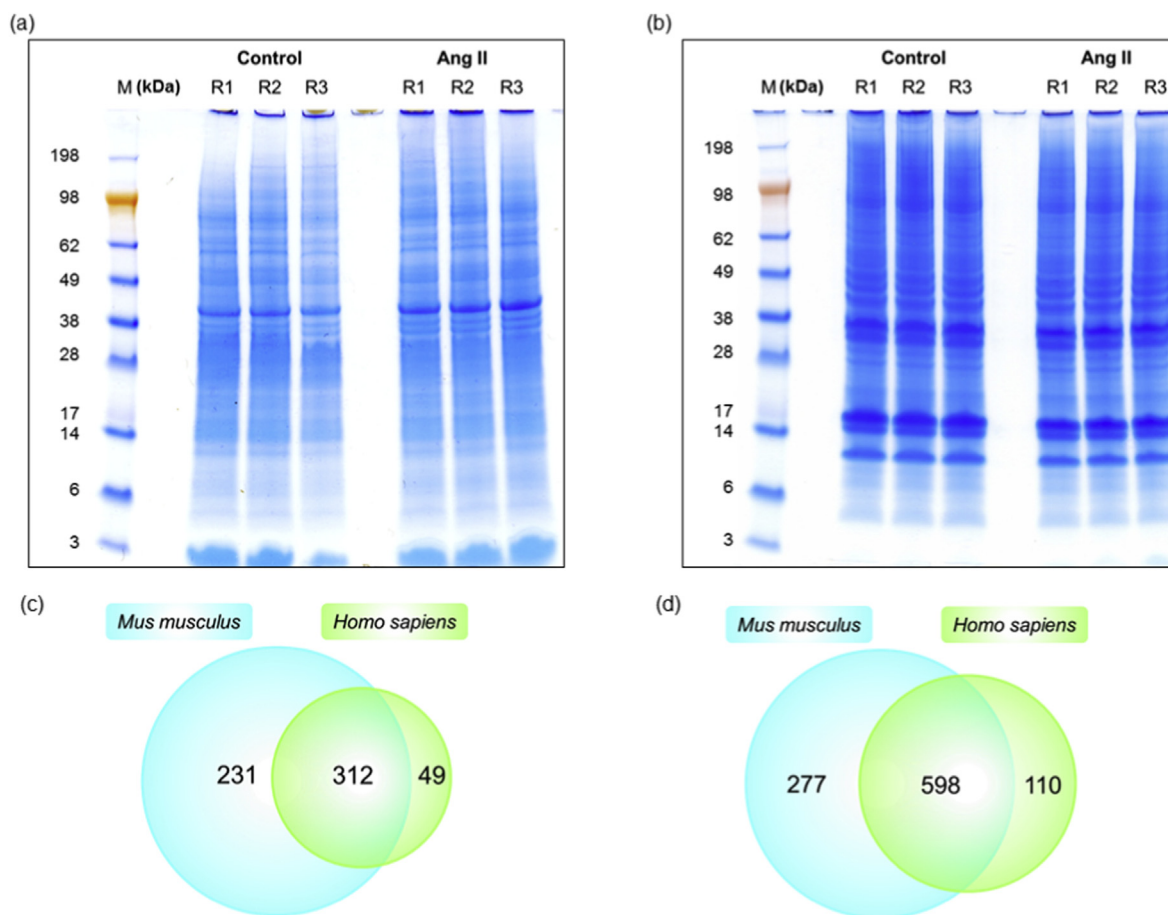 (a)
Control Ang II
M (kDa) R1 R2 R3 R1 R2 R3
198
98
62
49
38
28
17
14
6
3
(b)
Control Ang II
M (kDa) R1 R2 R3 R1 R2 R3
198
98
62
49
38
28
17
14
6
3
(c)
Mus musculus Homo sapiens
231 312 49
(d)
Mus musculus Homo sapiens
277 598 110